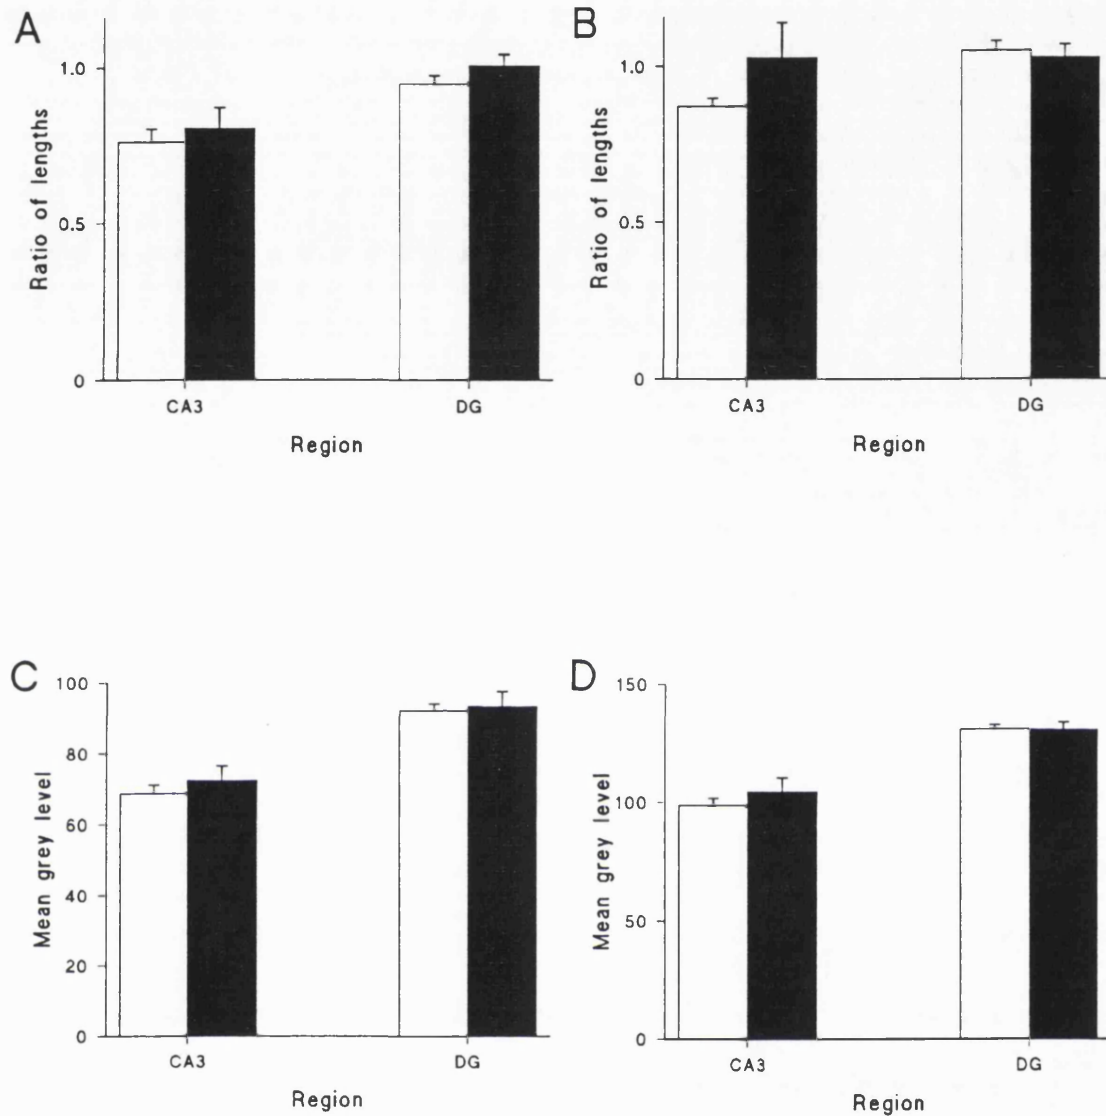 A
Ratio of lengths
1.0
0.5
0
CA3 DG
Region
B
Ratio of lengths
1.0
0.5
0
CA3 DG
Region
C
Mean grey level
100
80
60
40
20
0
CA3 DG
Region
D
Mean grey level
150
100
50
0
CA3 DG
Region